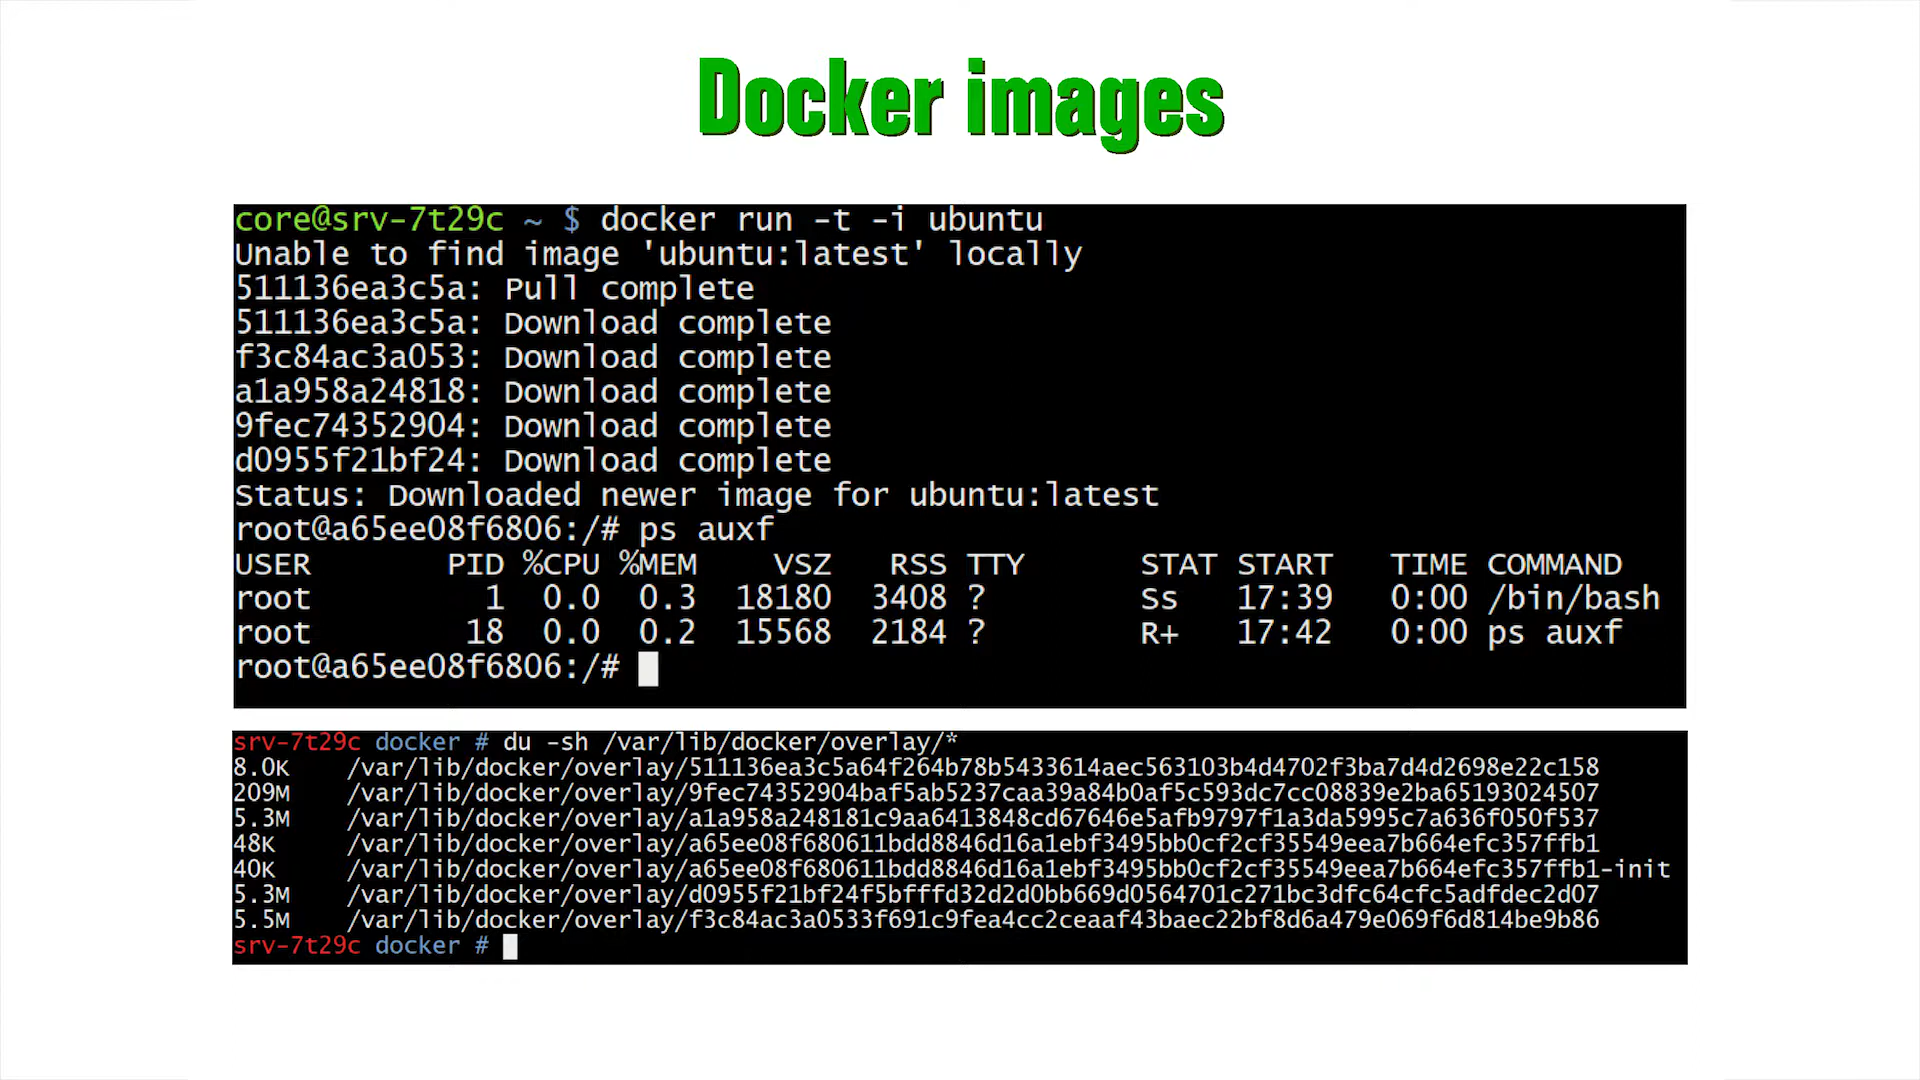 Docker images
core@srv-7t29c ~ $ docker run -t -i ubuntu
Unable to find image 'ubuntu:latest' locally
511136ea3c5a: Pull complete
511136ea3c5a: Download complete
f3c84ac3a053: Download complete
a1a958a24818: Download complete
9fec74352904: Download complete
d0955f21bf24: Download complete
Status: Downloaded newer image for ubuntu:latest
root@a65ee08f6806:/# ps auxf
USER PID %CPU %MEM VSZ RSS TTY STAT START TIME COMMAND
root 1 0.0 0.3 18180 3408 ? Ss 17:39 0:00 /bin/bash
root 18 0.0 0.2 15568 2184 ? R+ 17:42 0:00 ps auxf
root@a65ee08f6806:/#
srv-7t29c docker # du -sh /var/lib/docker/overlay/*
8.0K /var/lib/docker/overlay/511136ea3c5a64f264b78b5433614aec563103b4d4702f3ba7d4d2698e22c158
209M /var/lib/docker/overlay/9fec74352904baf5ab5237caa39a84b0af5c593dc7cc08839e2ba65193024507
5.3M /var/lib/docker/overlay/a1a958a248181c9aa6413848cd67646e5afb9797f1a3da5995c7a636f050f537
48K /var/lib/docker/overlay/a65ee08f680611bdd8846d16a1ebf3495bb0cf2cf35549eea7b664efc357ffb1
40K /var/lib/docker/overlay/a65ee08f680611bdd8846d16a1ebf3495bb0cf2cf35549eea7b664efc357ffb1-init
5.3M /var/lib/docker/overlay/d0955f21bf24f5bfffd32d2d0bb669d0564701c271bc3dfc64cfc5adfdec2d07
5.5M /var/lib/docker/overlay/f3c84ac3a0533f691c9fea4cc2ceaaf43baec22bf8d6a479e069f6d814be9b86
srv-7t29c docker #